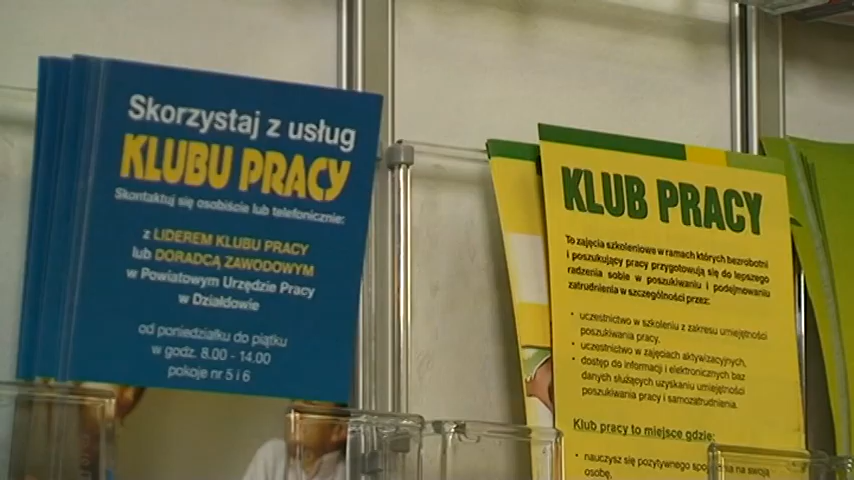 Skorzystaj z usług
KLUBU PRACY
Skontaktuj się osobiście lub telefonicznie:
z LIDEREM KLUBU PRACY
lub DORADCĄ ZAWODOWYM
w Powiatowym Urzędzie Pracy
w Działdowie
od poniedziałku do piątku
w godz. 8.00 - 14.00
pokoje nr 5 i 6
KLUB PRACY
To zajęcia szkoleniowe w ramach których bezrobotni
i poszukujący pracy przygotowują się do lepszego
radzenia sobie w poszukiwaniu i podejmowaniu
zatrudnienia w szczególności przez:
• uczestnictwo w szkoleniu z zakresu umiejętności
poszukiwania pracy.
• uczestnictwo w zajęciach aktywizacyjnych,
• dostęp do informacji i elektronicznych baz
danych służących uzyskaniu umiejętności
poszukiwania pracy i samozatrudnienia.
Klub pracy to miejsce gdzie:
• nauczysz się pozytywnego na swoją
osobę,